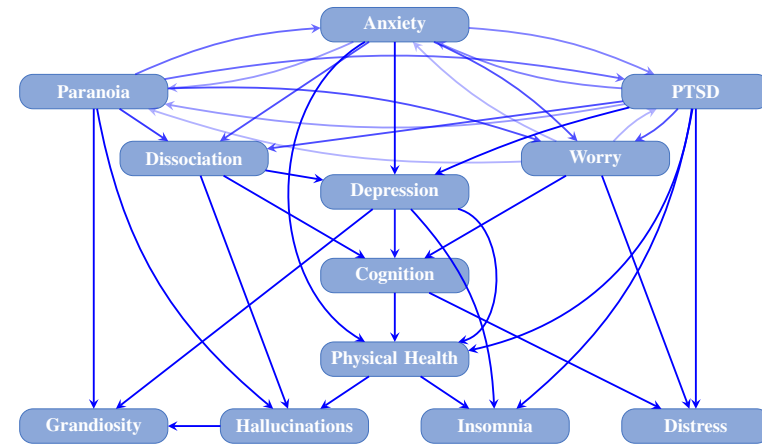 Anxiety
Paranoia
PTSD
Dissociation
Worry
Depression
Cognition
Physical Health
Grandiosity
Hallucinations
Insomnia
Distress